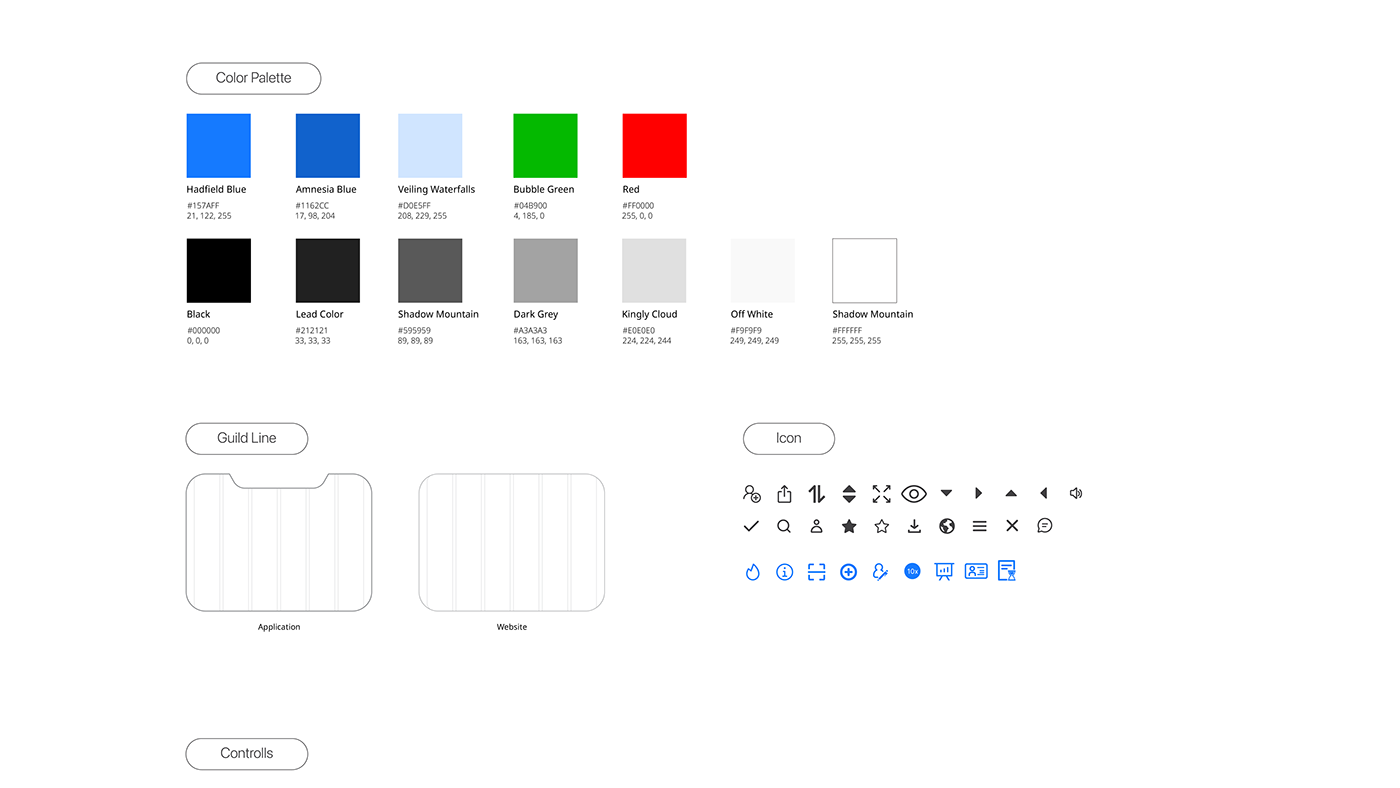 Color Palette
Hadfield Blue
#157AFF
21, 122, 255
Amnesia Blue
#1162CC
17, 98, 204
Veiling Waterfalls
#D0E5FF
208, 229, 255
Bubble Green
#04B900
4, 185, 0
Red
#FF0000
255, 0, 0
Black
#000000
0, 0, 0
Lead Color
#212121
33, 33, 33
Shadow Mountain
#595959
89, 89, 89
Dark Grey
#A3A3A3
163, 163, 163
Kingly Cloud
#E0E0E0
224, 224, 244
Off White
#F9F9F9
249, 249, 249
Shadow Mountain
#FFFFFF
255, 255, 255
Guild Line
Application
Website
Icon
10x
Controlls